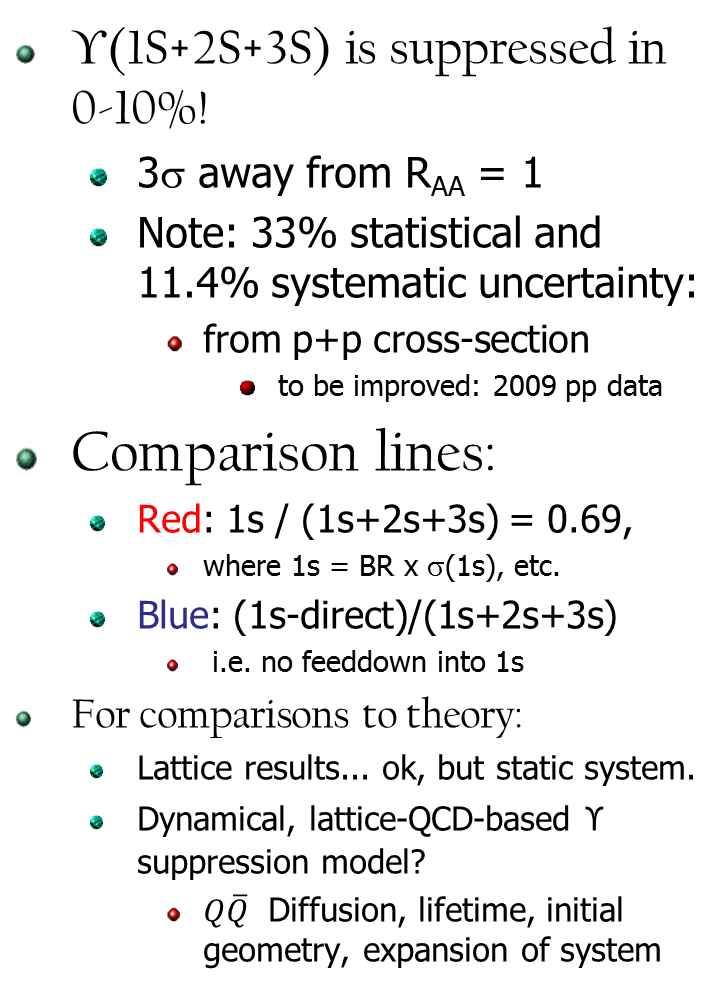 ϒ(1S+2S+3S) is suppressed in
0-10%!
3σ away from R_AA = 1
Note: 33% statistical and
11.4% systematic uncertainty:
from p+p cross-section
to be improved: 2009 pp data
Comparison lines:
Red: 1s / (1s+2s+3s) = 0.69,
where 1s = BR x σ(1s), etc.
Blue: (1s-direct)/(1s+2s+3s)
i.e. no feeddown into 1s
For comparisons to theory:
Lattice results... ok, but static system.
Dynamical, lattice-QCD-based ϒ
suppression model?
QQ̄ Diffusion, lifetime, initial
geometry, expansion of system